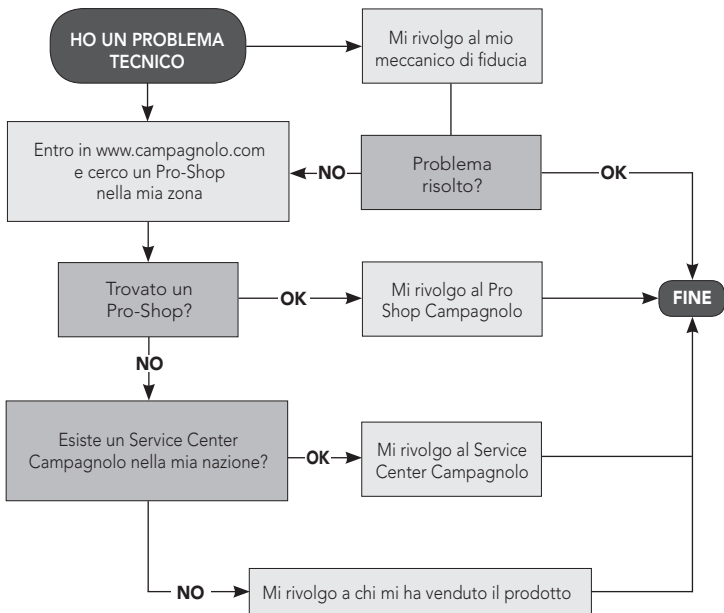 HO UN PROBLEMA
TECNICO
Mi rivolgo al mio
meccanico di fiducia
Entro in www.campagnolo.com
e cerco un Pro-Shop
nella mia zona
NO
Problema
risolto?
OK
Trovato un
Pro-Shop?
OK
Mi rivolgo al Pro
Shop Campagnolo
FINE
NO
Esiste un Service Center
Campagnolo nella mia nazione?
OK
Mi rivolgo al Service
Center Campagnolo
NO
Mi rivolgo a chi mi ha venduto il prodotto